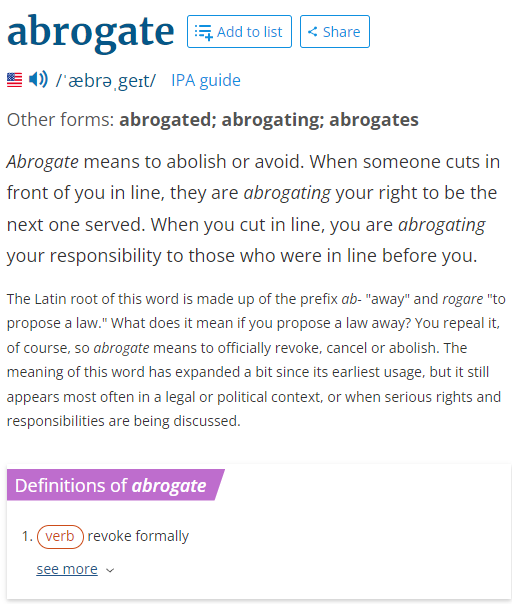 abrogate Add to list Share
/ˈæbrəˌgeɪt/ IPA guide
Other forms: abrogated; abrogating; abrogates
Abrogate means to abolish or avoid. When someone cuts in
front of you in line, they are abrogating your right to be the
next one served. When you cut in line, you are abrogating
your responsibility to those who were in line before you.
The Latin root of this word is made up of the prefix ab- "away" and rogare "to
propose a law." What does it mean if you propose a law away? You repeal it,
of course, so abrogate means to officially revoke, cancel or abolish. The
meaning of this word has expanded a bit since its earliest usage, but it still
appears most often in a legal or political context, or when serious rights and
responsibilities are being discussed.
Definitions of abrogate
1. verb revoke formally
see more